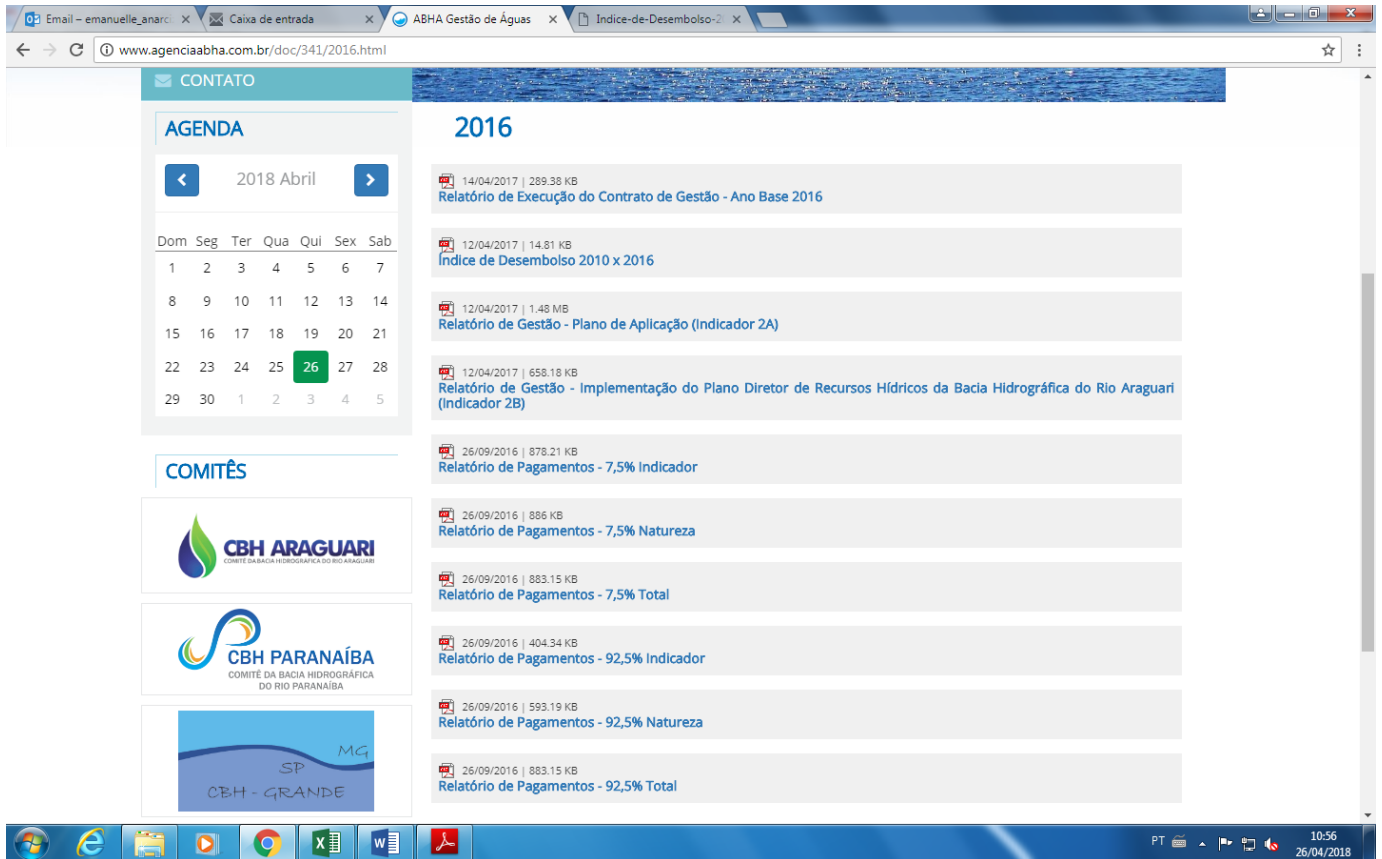 Email – emanuelle_anarc
Caixa de entrada
ABHA Gestão de Águas
Indice-de-Desembolso-2
www.agenciaabha.com.br/doc/341/2016.html
CONTATO
AGENDA
2018 Abril
Dom Seg Ter Qua Qui Sex Sab
1 2 3 4 5 6 7
8 9 10 11 12 13 14
15 16 17 18 19 20 21
22 23 24 25 26 27 28
29 30 1 2 3 4 5
COMITÊS
CBH ARAGUARI
COMITÊ DA BACIA HIDROGRÁFICA DO RIO ARAGUARI
CBH PARANAÍBA
COMITÊ DA BACIA HIDROGRÁFICA
DO RIO PARANAÍBA
MG
SP
CBH - GRANDE
2016
14/04/2017 | 289.38 KB
Relatório de Execução do Contrato de Gestão - Ano Base 2016
12/04/2017 | 14.81 KB
Índice de Desembolso 2010 x 2016
12/04/2017 | 1.48 MB
Relatório de Gestão - Plano de Aplicação (Indicador 2A)
12/04/2017 | 658.18 KB
Relatório de Gestão - Implementação do Plano Diretor de Recursos Hídricos da Bacia Hidrográfica do Rio Araguari
(Indicador 2B)
26/09/2016 | 878.21 KB
Relatório de Pagamentos - 7,5% Indicador
26/09/2016 | 886 KB
Relatório de Pagamentos - 7,5% Natureza
26/09/2016 | 883.15 KB
Relatório de Pagamentos - 7,5% Total
26/09/2016 | 404.34 KB
Relatório de Pagamentos - 92,5% Indicador
26/09/2016 | 593.19 KB
Relatório de Pagamentos - 92,5% Natureza
26/09/2016 | 883.15 KB
Relatório de Pagamentos - 92,5% Total
PT
10:56
26/04/2018